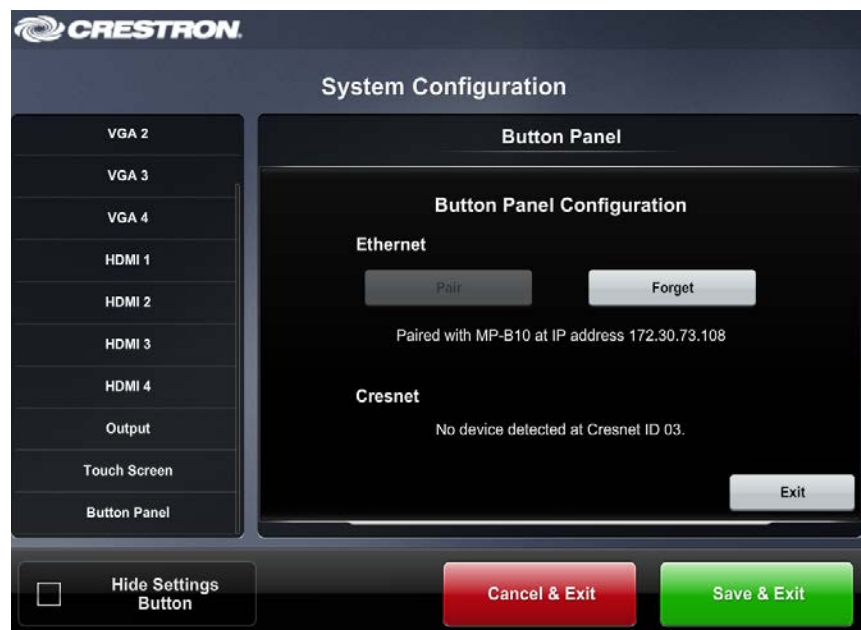 CRESTRON.
System Configuration
VGA 2
VGA 3
VGA 4
HDMI 1
HDMI 2
HDMI 3
HDMI 4
Output
Touch Screen
Button Panel
Button Panel
Button Panel Configuration
Ethernet
Pair
Forget
Paired with MP-B10 at IP address 172.30.73.108
Cresnet
No device detected at Cresnet ID 03.
Exit
Hide Settings
Button
Cancel & Exit
Save & Exit